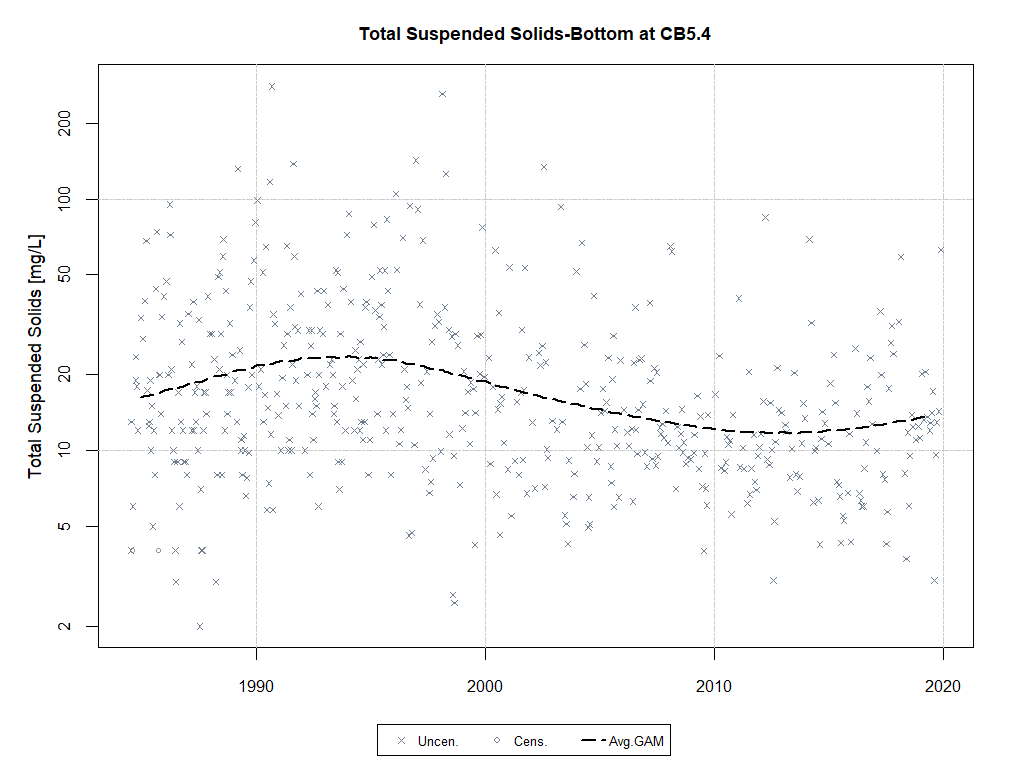 Total Suspended Solids-Bottom at CB5.4
Total Suspended Solids [mg/L]
200
100
50
20
10
5
2
1990 2000 2010 2020
Uncen. Cens. Avg.GAM